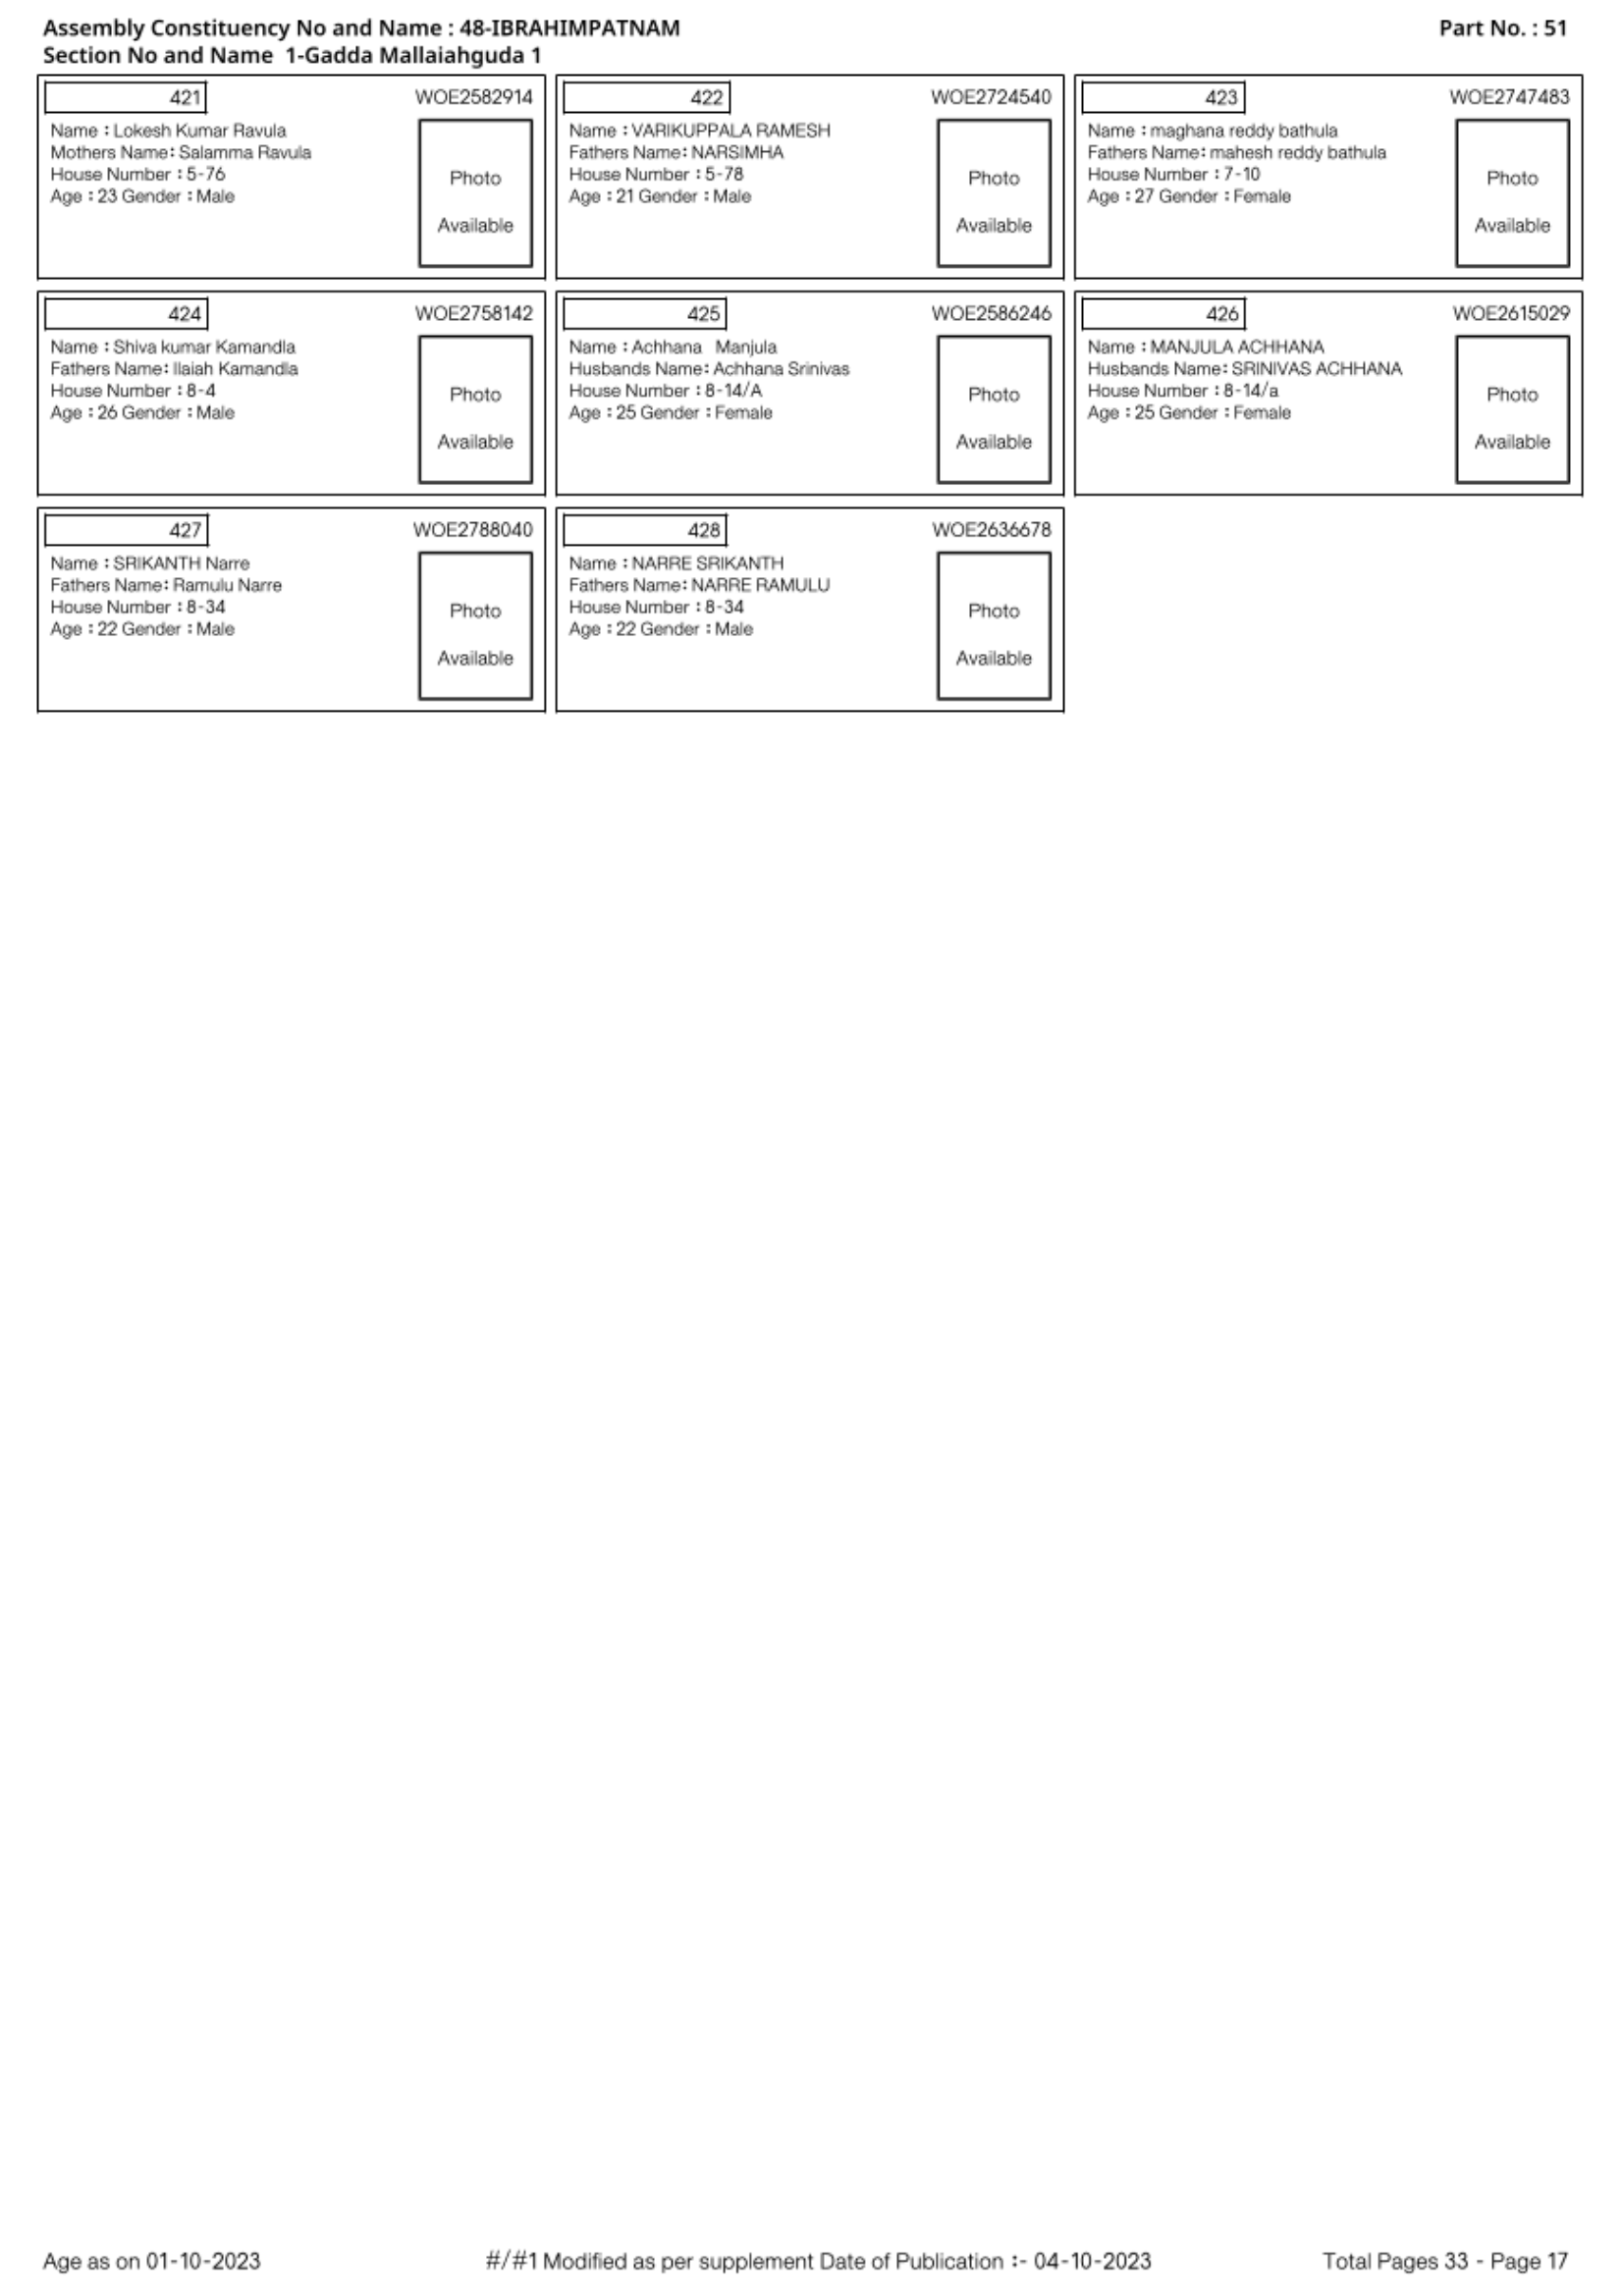 Assembly Constituency No and Name : 48-IBRAHIMPATNAM
Part No. : 51
Section No and Name 1-Gadda Mallaiahguda 1
421
WOE2582914
Name : Lokesh Kumar Ravula
Mothers Name: Salamma Ravula
House Number : 5-76
Age : 23 Gender : Male
Photo
Available
422
WOE2724540
Name : VARIKUPPALA RAMESH
Fathers Name: NARSIMHA
House Number : 5-78
Age : 21 Gender : Male
Photo
Available
423
WOE2747483
Name : maghana reddy bathula
Fathers Name: mahesh reddy bathula
House Number : 7-10
Age : 27 Gender : Female
Photo
Available
424
WOE2758142
Name : Shiva kumar Kamandla
Fathers Name: Ilaiah Kamandla
House Number : 8-4
Age : 26 Gender : Male
Photo
Available
425
WOE2586246
Name : Achhana Manjula
Husbands Name: Achhana Srinivas
House Number : 8-14/A
Age : 25 Gender : Female
Photo
Available
426
WOE2615029
Name : MANJULA ACHHANA
Husbands Name: SRINIVAS ACHHANA
House Number : 8-14/a
Age : 25 Gender : Female
Photo
Available
427
WOE2788040
Name : SRIKANTH Narre
Fathers Name: Ramulu Narre
House Number : 8-34
Age : 22 Gender : Male
Photo
Available
428
WOE2636678
Name : NARRE SRIKANTH
Fathers Name: NARRE RAMULU
House Number : 8-34
Age : 22 Gender : Male
Photo
Available
Age as on 01-10-2023
#/#1 Modified as per supplement Date of Publication :- 04-10-2023
Total Pages 33 - Page 17